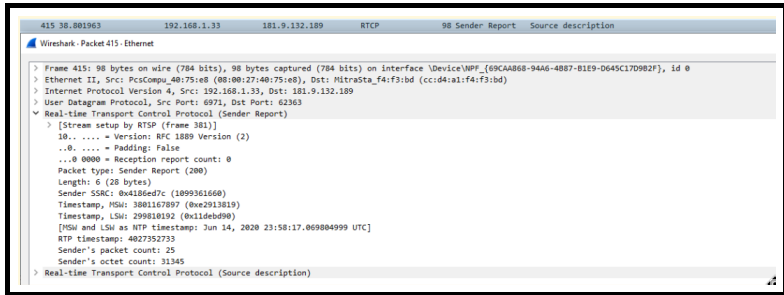 415 38.801963 192.168.1.33 181.9.132.189 RTCP 98 Sender Report Source description
Wireshark · Packet 415 · Ethernet
> Frame 415: 98 bytes on wire (784 bits), 98 bytes captured (784 bits) on interface \Device\NPF_{69CAA868-94A6-4B87-B1E9-D645C17D9B2F}, id 0
> Ethernet II, Src: PcsCompu_40:75:e8 (08:00:27:40:75:e8), Dst: MitraSta_f4:f3:bd (cc:d4:a1:f4:f3:bd)
> Internet Protocol Version 4, Src: 192.168.1.33, Dst: 181.9.132.189
> User Datagram Protocol, Src Port: 6971, Dst Port: 62363
Real-time Transport Control Protocol (Sender Report)
> [Stream setup by RTSP (frame 381)]
10.. .... = Version: RFC 1889 Version (2)
..0. .... = Padding: False
...0 0000 = Reception report count: 0
Packet type: Sender Report (200)
Length: 6 (28 bytes)
Sender SSRC: 0x4186ed7c (1099361660)
Timestamp, MSW: 3801167897 (0xe2913819)
Timestamp, LSW: 299810192 (0x11debd90)
[MSW and LSW as NTP timestamp: Jun 14, 2020 23:58:17.069804999 UTC]
RTP timestamp: 4027352733
Sender's packet count: 25
Sender's octet count: 31345
> Real-time Transport Control Protocol (Source description)